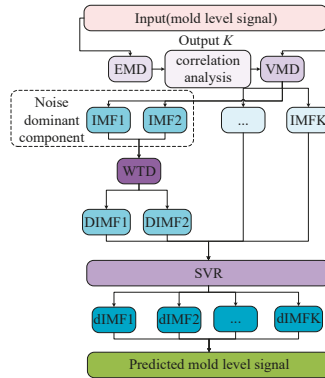 Input(mold level signal)
Output K
EMD
correlation
analysis
VMD
Noise
dominant
component
IMF1
IMF2
...
IMFK
WTD
DIMF1
DIMF2
SVR
dIMF1
dIMF2
...
dIMFK
Predicted mold level signal